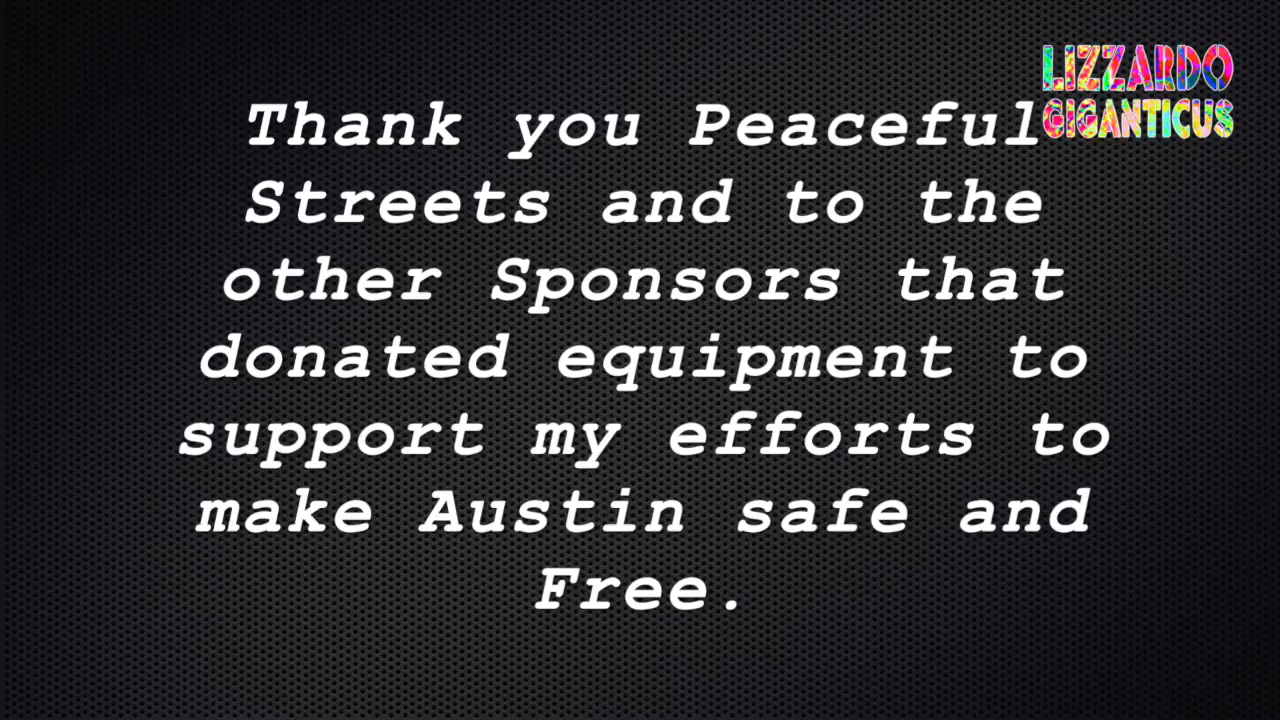 LIZZARDO
GIGANTICUS
Thank you Peaceful
Streets and to the
other Sponsors that
donated equipment to
support my efforts to
make Austin safe and
Free.